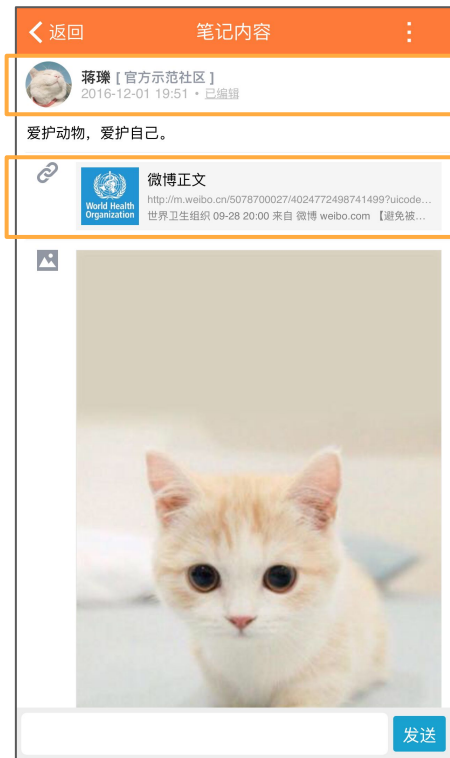 返回
笔记内容
蒋瓅 [ 官方示范社区 ]
2016-12-01 19:51 • 已编辑
爱护动物，爱护自己。
World Health
Organization
微博正文
http://m.weibo.cn/5078700027/4024772498741499?uicode...
世界卫生组织 09-28 20:00 来自 微博 weibo.com 【避免被...
发送